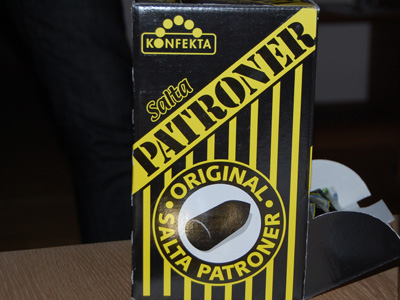 KONFEKTA
Salta
PATRONER
• ORIGINAL •
SALTA PATRONER